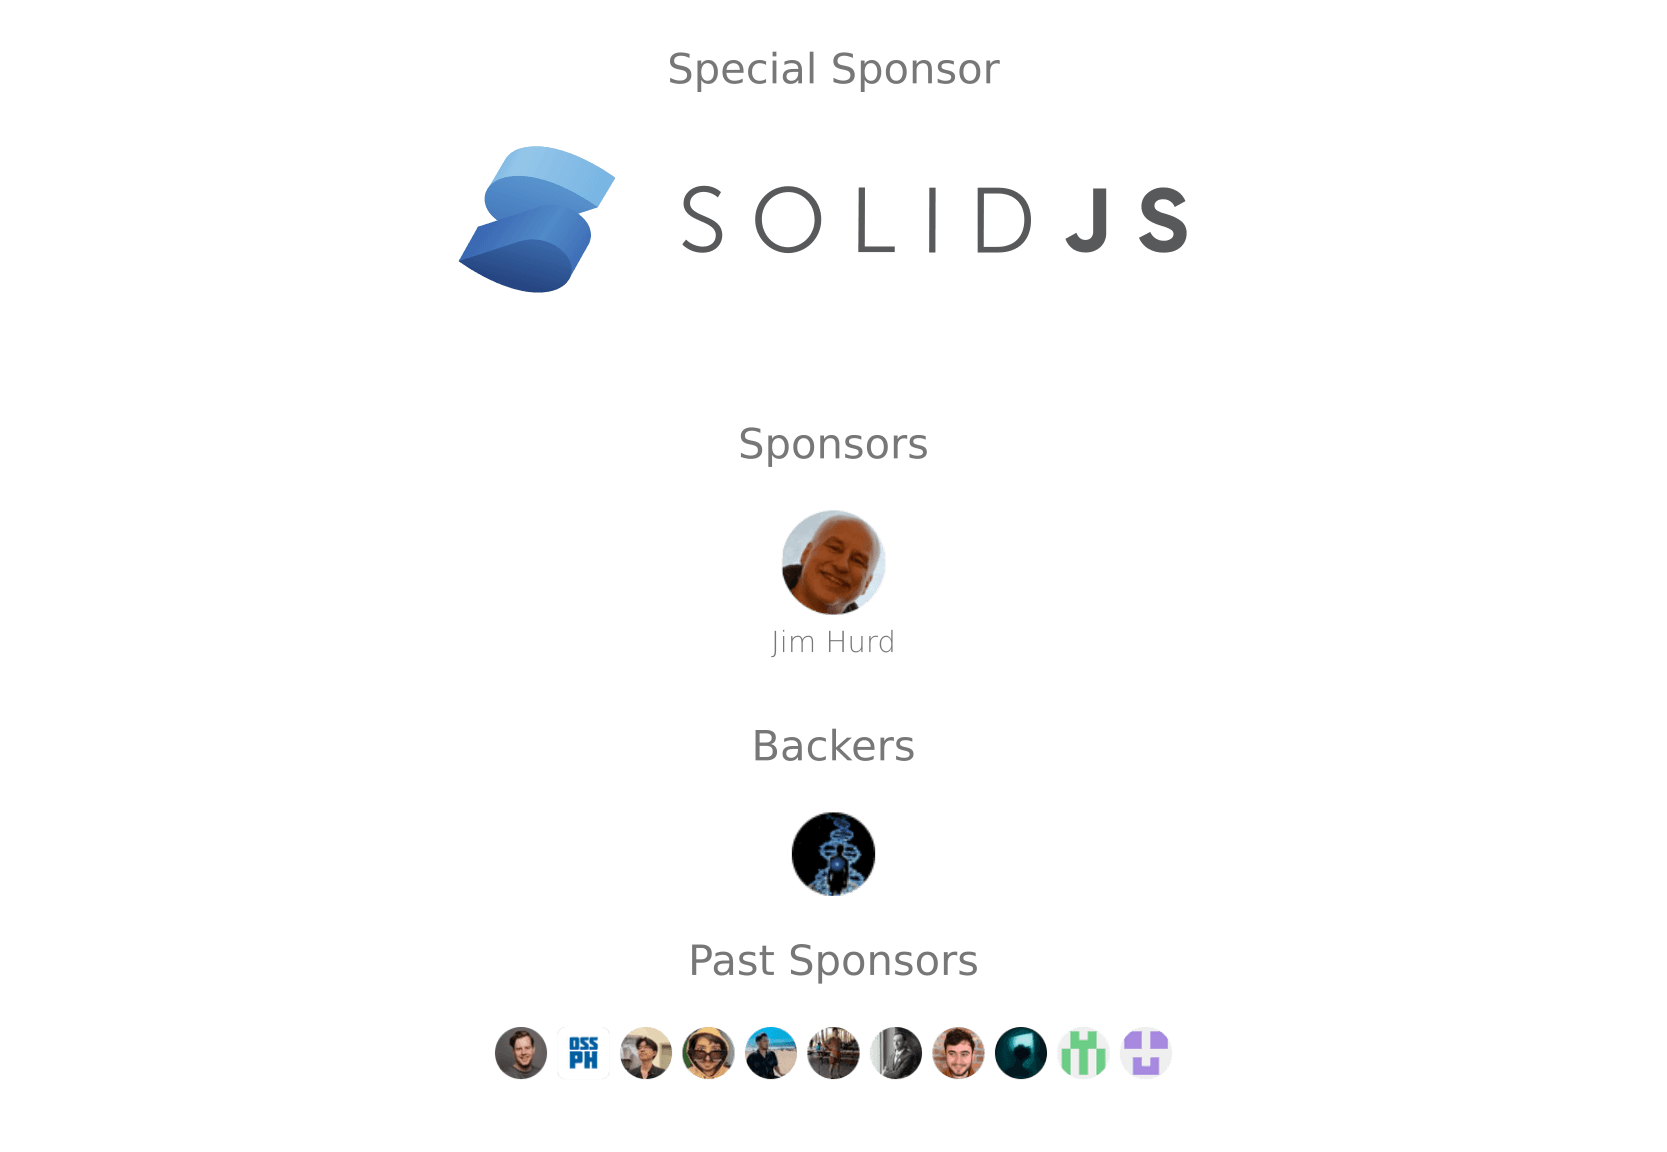 Special Sponsor
SOLIDJS
Sponsors
Jim Hurd
Backers
Past Sponsors
OSS
PH